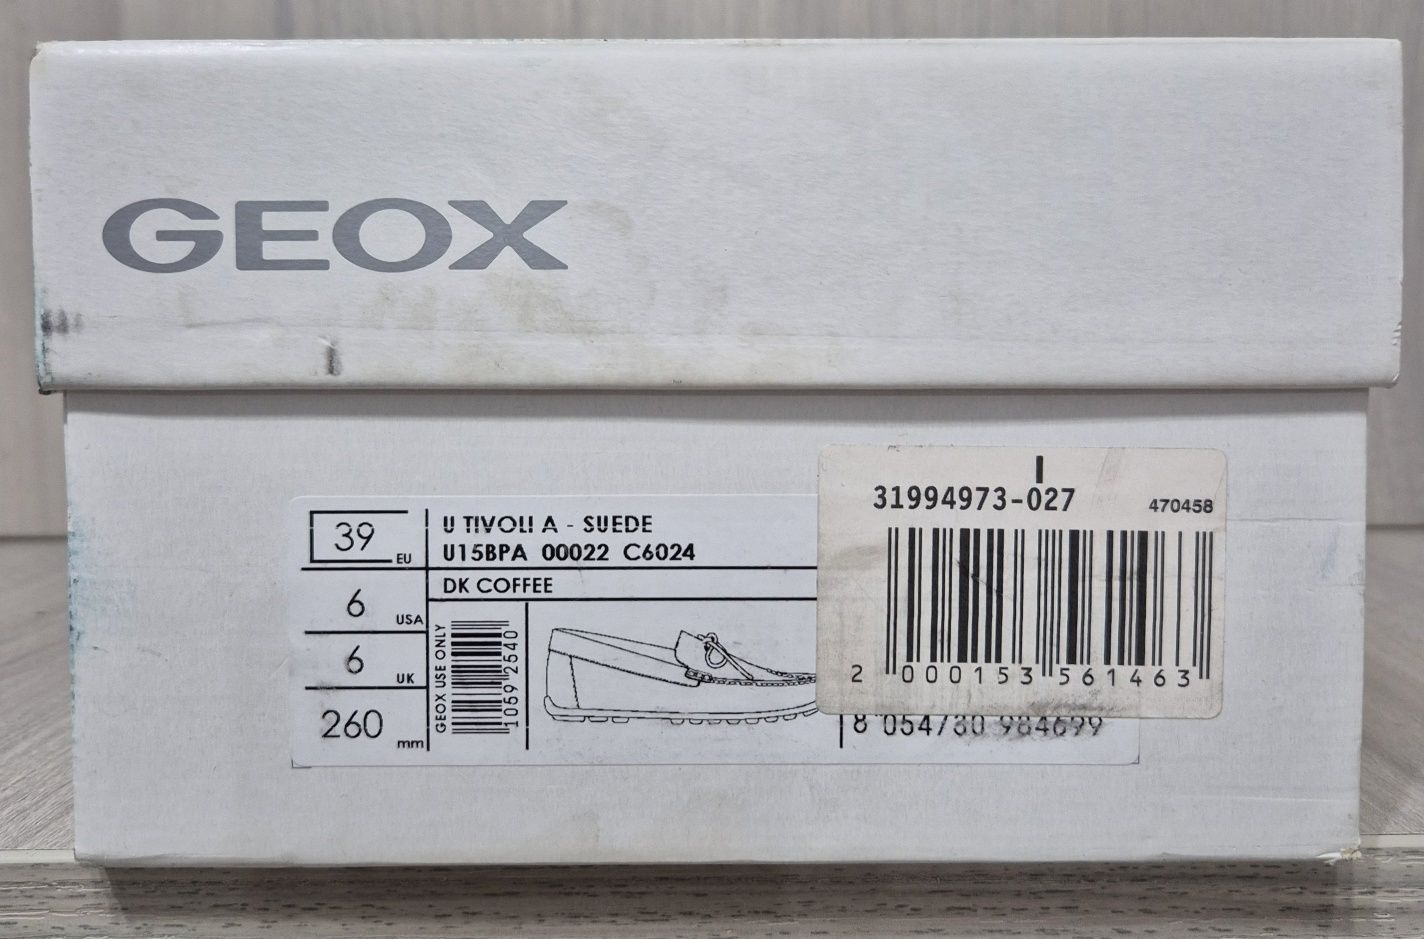 GEOX
39 EU
6 USA
6 UK
260 mm
U TIVOLI A - SUEDE
U15BPA 00022 C6024
DK COFFEE
GEOX USE ONLY
1059 2540
31994973-027
470458
2 000153 561463
8 054730 984699